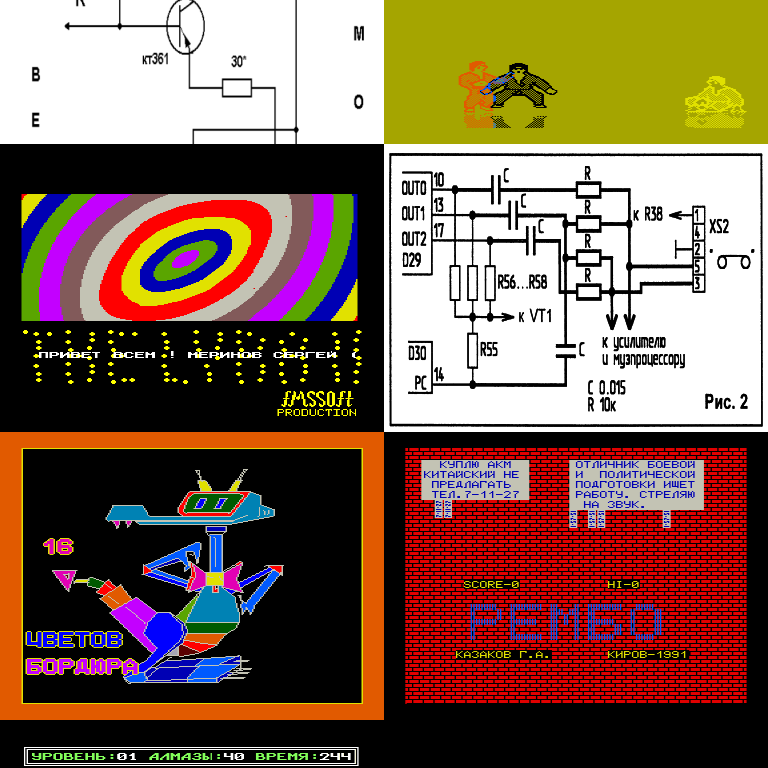 кт361
30"
М
В
О
Е
10
C
R
OUT0
13
C
R
к R38
1
OUT1
4
XS2
17
C
R
2
OUT2
D29
R
5
R56...R58
3
к VT1
к усилителю
и музпроцессору
D30
R55
C
14
PC
C 0.015
R 10к
Рис. 2
ПРИВЕТ ВСЕМ ! МЕРИНОВ СЕРГЕЙ (
FMSSOft
PRODUCTION
16
ЦВЕТОВ
БОРДЮРА
КУПЛЮ АКМ
КИТАЙСКИЙ НЕ
ПРЕДЛАГАТЬ
ТЕЛ.7-11-27
ОТЛИЧНИК БОЕВОЙ
И ПОЛИТИЧЕСКОЙ
ПОДГОТОВКИ ИЩЕТ
РАБОТУ. СТРЕЛЯЮ
НА ЗВУК.
SCORE-0
HI-0
РЕМБО
КАЗАКОВ Г.А.
КИРОВ-1991
УРОВЕНЬ:01 АЛМАЗЫ:40 ВРЕМЯ:244